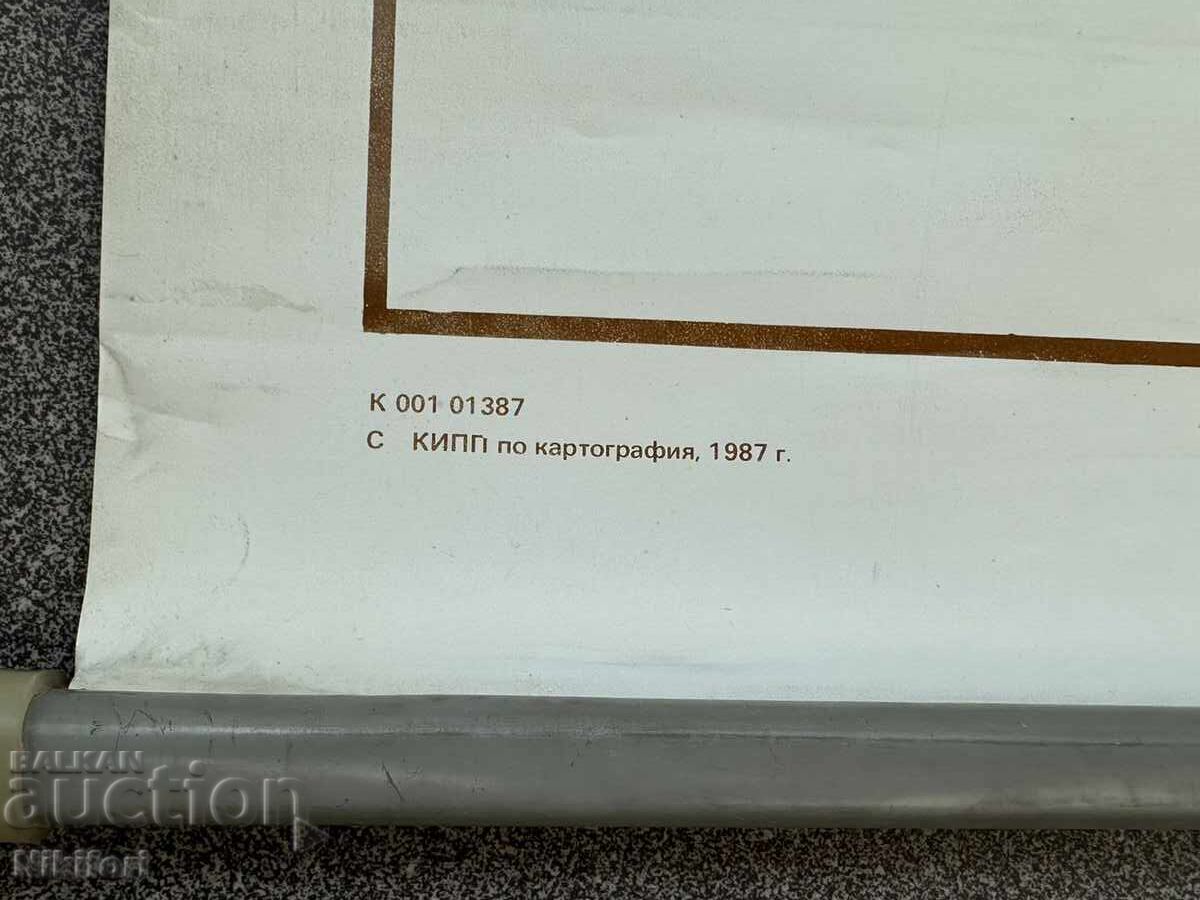 К 001 01387
С КИПП по картография, 1987 г.
BALKAN
auction
Nikifori